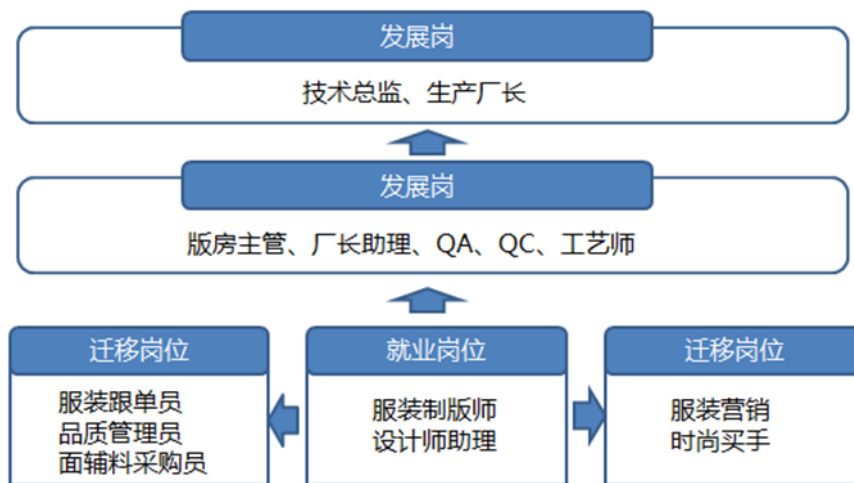 发展岗
技术总监、生产厂长
发展岗
版房主管、厂长助理、QA、QC、工艺师
迁移岗位
服装跟单员
品质管理员
面辅料采购员
就业岗位
服装制版师
设计师助理
迁移岗位
服装营销
时尚买手